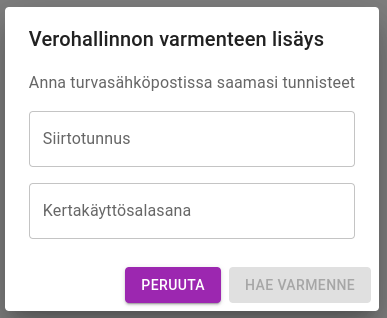 Verohallinnon varmenteen lisäys
Anna turvasähköpostissa saamasi tunnisteet
Siirtotunnus
Kertakäyttösalasana
PERUUTA HAE VARMENNE